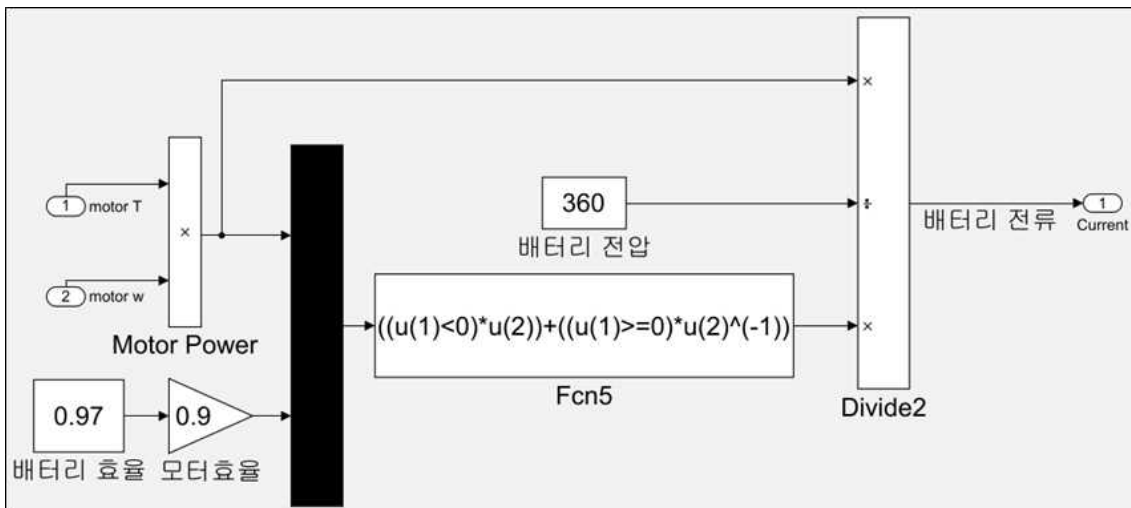 ×
1
motor T
×
2
motor w
Motor Power
0.97
배터리 효율
0.9
모터효율
360
배터리 전압
÷
((u(1)<0)*u(2))+((u(1)>=0)*u(2)^(-1))
Fcn5
×
Divide2
배터리 전류
1
Current